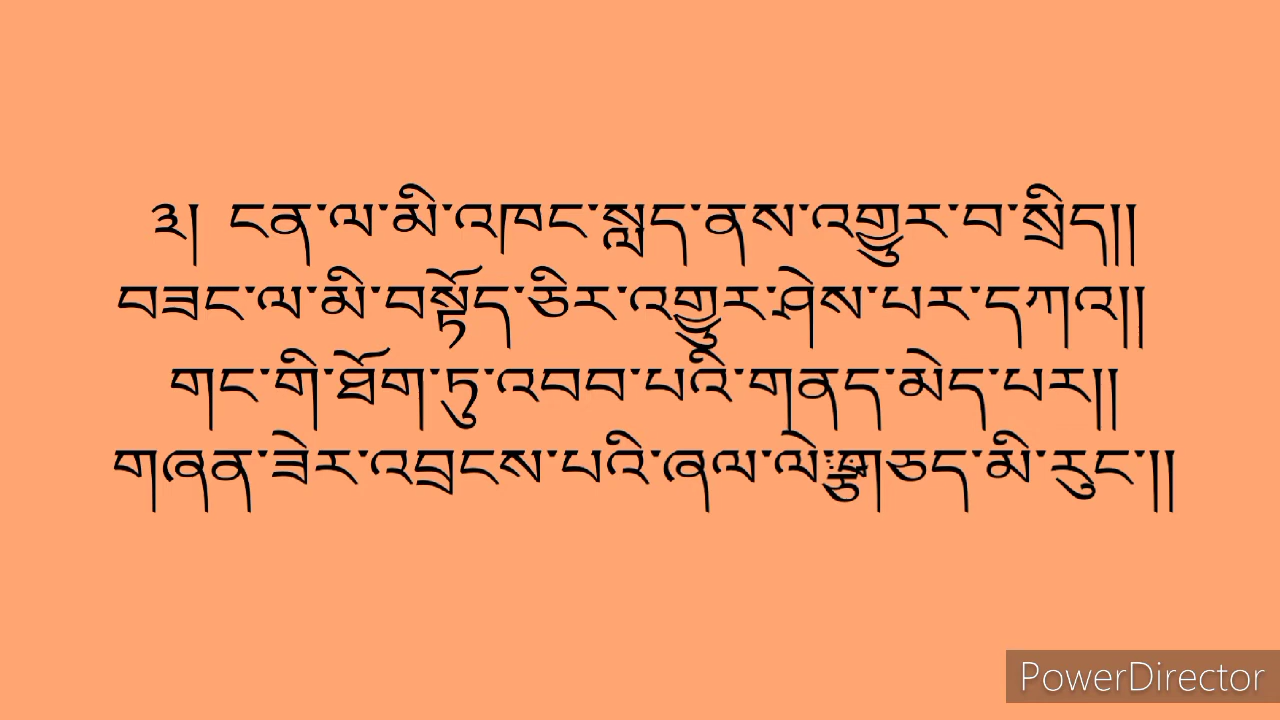 ༣། ངན་ལ་མི་འཁང་སླད་ནས་འགྱུར་བ་སྲིད།།
བཟང་ལ་མི་བསྟོད་ཅིར་འགྱུར་ཤེས་པར་དཀའ།།
གང་གི་ཐོག་ཏུ་འབབ་པའི་གནད་མེད་པར།།
གཞན་ཟེར་འབྲངས་པའི་ཞལ་ལེ་གཅད་མི་རུང་།།
PowerDirector